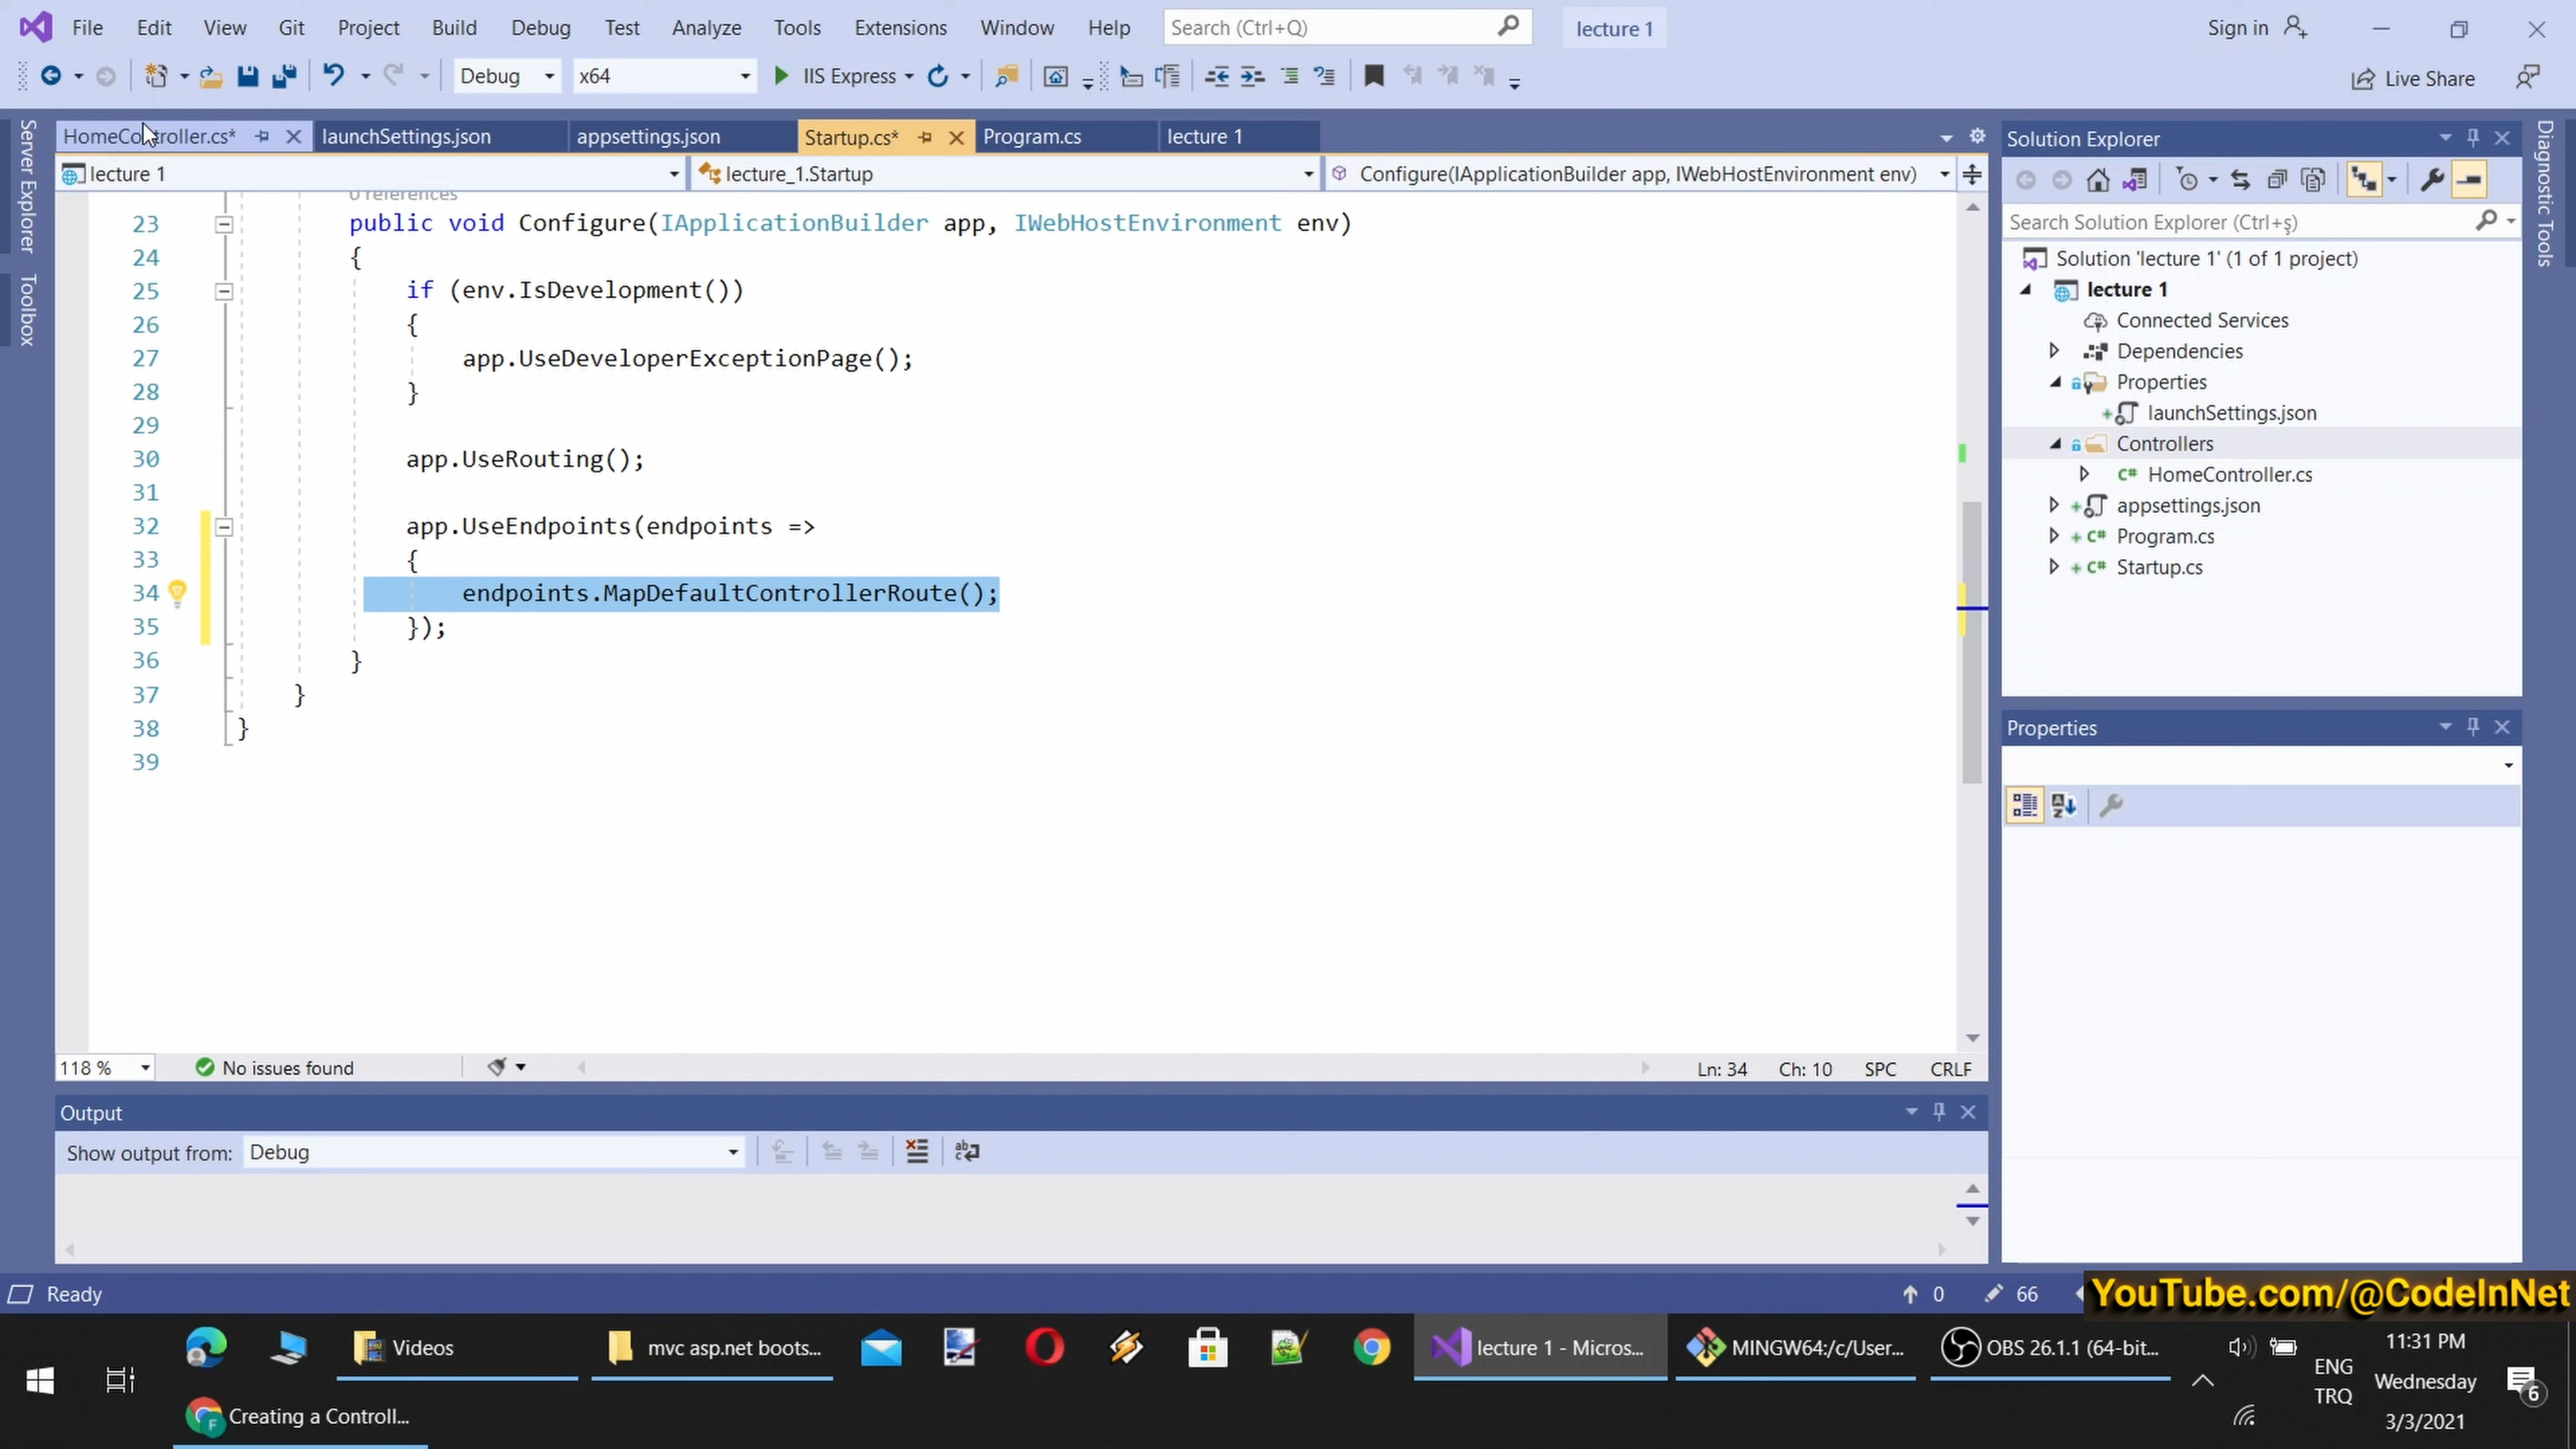 File Edit View Git Project Build Debug Test Analyze Tools Extensions Window Help Search (Ctrl+Q) lecture 1 Sign in
Debug x64 IIS Express Live Share
HomeController.cs* launchSettings.json appsettings.json Startup.cs* Program.cs lecture 1
lecture 1 lecture_1.Startup Configure(IApplicationBuilder app, IWebHostEnvironment env)
Server Explorer
Toolbox
0 references
23 public void Configure(IApplicationBuilder app, IWebHostEnvironment env)
24 {
25 if (env.IsDevelopment())
26 {
27 app.UseDeveloperExceptionPage();
28 }
29
30 app.UseRouting();
31
32 app.UseEndpoints(endpoints =>
33 {
34 endpoints.MapDefaultControllerRoute();
35 });
36 }
37 }
38 }
39
118 % No issues found Ln: 34 Ch: 10 SPC CRLF
Output
Show output from: Debug
Solution Explorer
Search Solution Explorer (Ctrl+ş)
Solution 'lecture 1' (1 of 1 project)
lecture 1
Connected Services
Dependencies
Properties
launchSettings.json
Controllers
C# HomeController.cs
appsettings.json
C# Program.cs
C# Startup.cs
Properties
Diagnostic Tools
Ready 0 66
YouTube.com/@CodeInNet
Videos mvc asp.net boots... lecture 1 - Micros... MINGW64:/c/User... OBS 26.1.1 (64-bit...
Creating a Controll...
ENG
TRQ
11:31 PM
Wednesday
3/3/2021
6